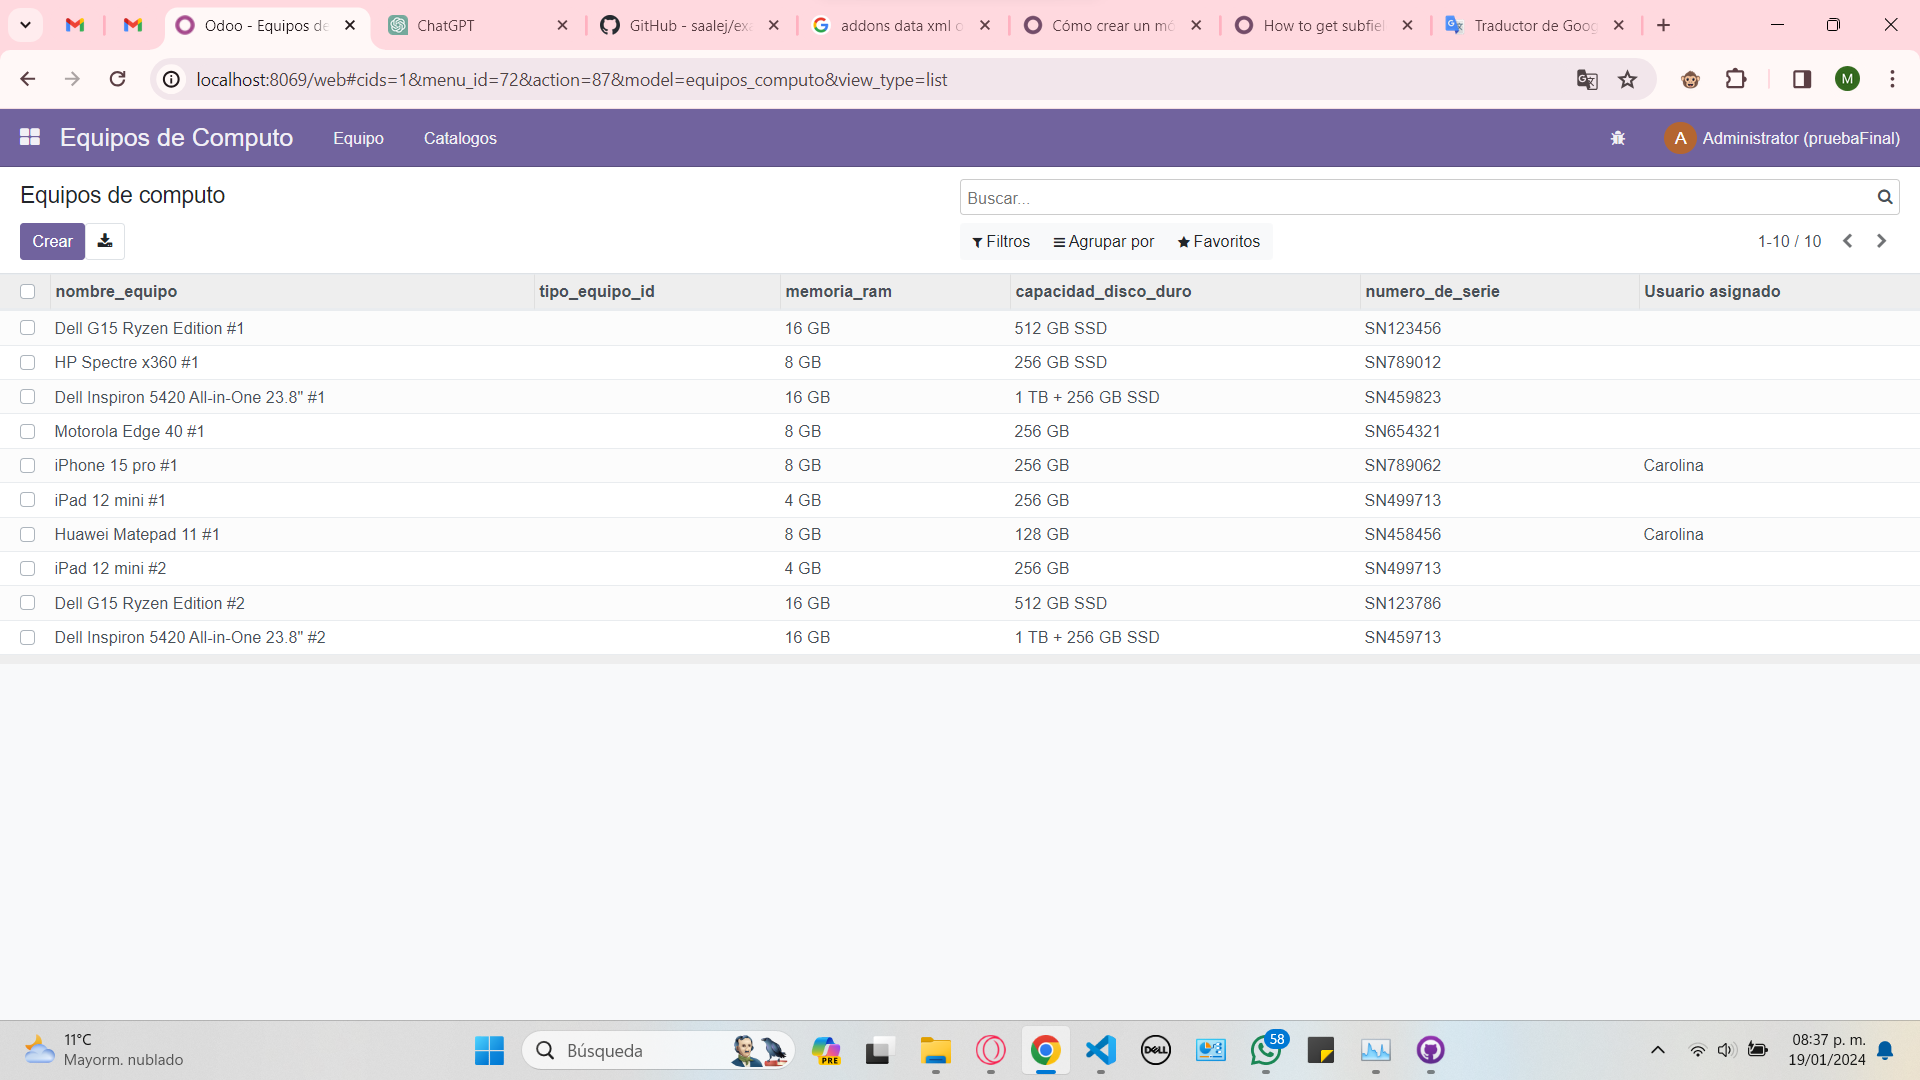 Odoo - Equipos de
ChatGPT
GitHub - saalej/exa
addons data xml o
Cómo crear un mó
How to get subfiel
Traductor de Goog
localhost:8069/web#cids=1&menu_id=72&action=87&model=equipos_computo&view_type=list
M
Equipos de Computo
Equipo
Catalogos
A
Administrator (pruebaFinal)
Equipos de computo
Buscar...
Crear
Filtros
Agrupar por
Favoritos
1-10 / 10
nombre_equipo tipo_equipo_id memoria_ram capacidad_disco_duro numero_de_serie Usuario asignado
Dell G15 Ryzen Edition #1 16 GB 512 GB SSD SN123456
HP Spectre x360 #1 8 GB 256 GB SSD SN789012
Dell Inspiron 5420 All-in-One 23.8" #1 16 GB 1 TB + 256 GB SSD SN459823
Motorola Edge 40 #1 8 GB 256 GB SN654321
iPhone 15 pro #1 8 GB 256 GB SN789062 Carolina
iPad 12 mini #1 4 GB 256 GB SN499713
Huawei Matepad 11 #1 8 GB 128 GB SN458456 Carolina
iPad 12 mini #2 4 GB 256 GB SN499713
Dell G15 Ryzen Edition #2 16 GB 512 GB SSD SN123786
Dell Inspiron 5420 All-in-One 23.8" #2 16 GB 1 TB + 256 GB SSD SN459713
11°C
Mayorm. nublado
Búsqueda
PRE
DELL
58
08:37 p. m.
19/01/2024